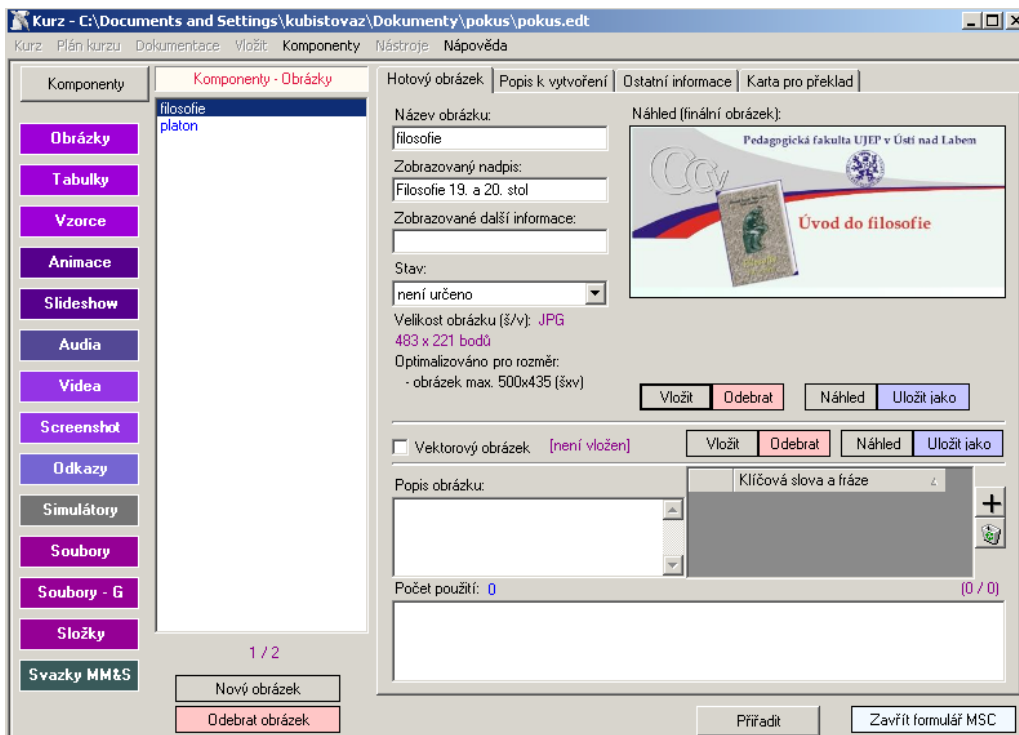 Kurz - C:\Documents and Settings\kubistovaz\Dokumenty\pokus\pokus.edt
Kurz Plán kurzu Dokumentace Vložit Komponenty Nástroje Nápověda
Komponenty
Obrázky
Tabulky
Vzorce
Animace
Slideshow
Audia
Videa
Screenshot
Odkazy
Simulátory
Soubory
Soubory - G
Složky
Svazky MM&S
Komponenty - Obrázky
filosofie
platon
1 / 2
Nový obrázek
Odebrat obrázek
Hotový obrázek Popis k vytvoření Ostatní informace Karta pro překlad
Název obrázku:
filosofie
Zobrazovaný nadpis:
Filosofie 19. a 20. stol
Zobrazované další informace:
Stav:
není určeno
Velikost obrázku (š/v): JPG
483 x 221 bodů
Optimalizováno pro rozměr:
- obrázek max. 500x435 (šxv)
Náhled (finální obrázek):
Pedagogická fakulta UJEP v Ústí nad Labem
Úvod do filosofie
Vložit Odebrat Náhled Uložit jako
Vektorový obrázek [není vložen] Vložit Odebrat Náhled Uložit jako
Popis obrázku:
Klíčová slova a fráze
Počet použití: 0 (0 / 0)
Přiřadit Zavřít formulář MSC